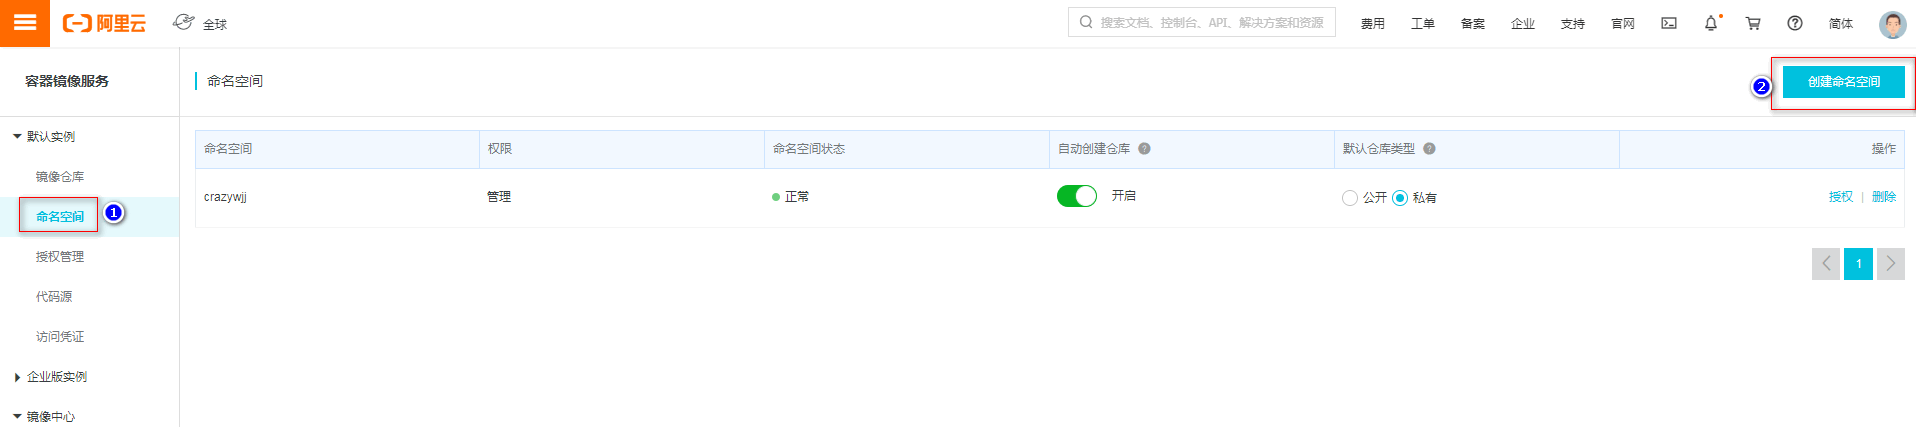 阿里云 全球 搜索文档、控制台、API、解决方案和资源 费用 工单 备案 企业 支持 官网 简体
容器镜像服务 命名空间 2 创建命名空间
默认实例
镜像仓库
命名空间 1
授权管理
代码源
访问凭证
企业版实例
镜像中心
命名空间 权限 命名空间状态 自动创建仓库 ? 默认仓库类型 ? 操作
crazywjj 管理 正常 开启 公开 私有 授权 | 删除
1